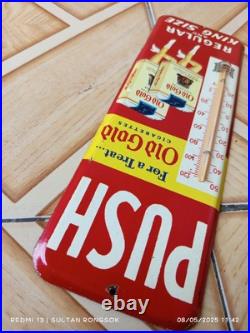 REGULAR
KING SIZE
Old Gold
Old Gold
For a Treat...
Old Gold
CIGARETTES
PUSH
REDMI 13 | SULTAN RONGSOK
08/05/2025 11:42